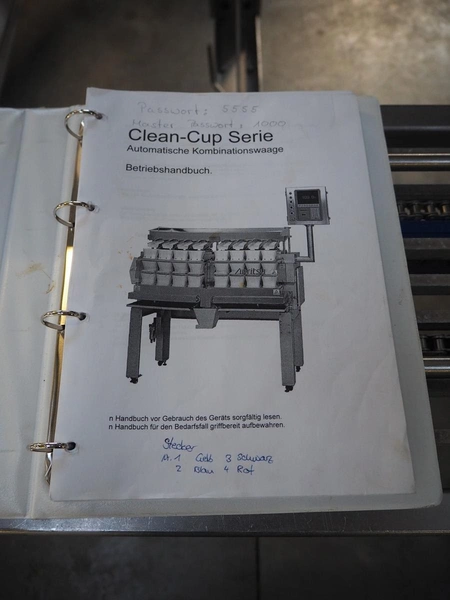 Passwort: 5555
Master Passwort: 1000
Clean-Cup Serie
Automatische Kombinationswaage
Betriebshandbuch.
Anritsu
n Handbuch vor Gebrauch des Geräts sorgfältig lesen.
n Handbuch für den Bedarfsfall griffbereit aufbewahren.
Stecker
1 Gelb 3 Schwarz
2 Blau 4 Rot